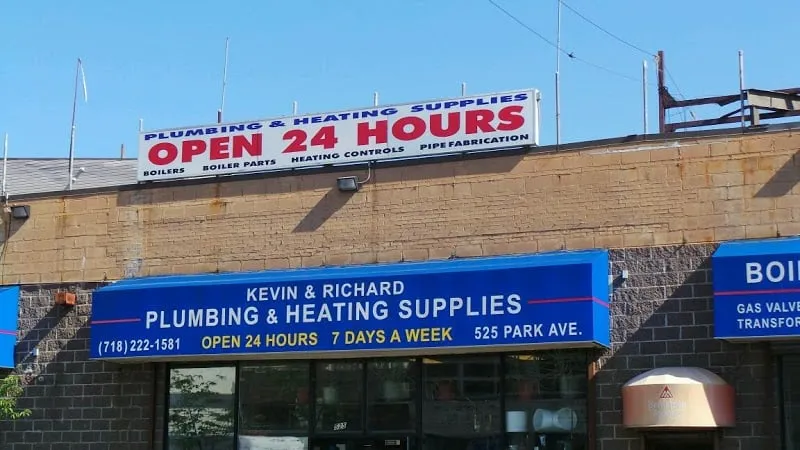 PLUMBING & HEATING SUPPLIES
OPEN 24 HOURS
BOILERS BOILER PARTS HEATING CONTROLS PIPE FABRICATION
KEVIN & RICHARD
PLUMBING & HEATING SUPPLIES
(718) 222-1581 OPEN 24 HOURS 7 DAYS A WEEK 525 PARK AVE.
BOI
GAS VALVE
TRANSFOR
525